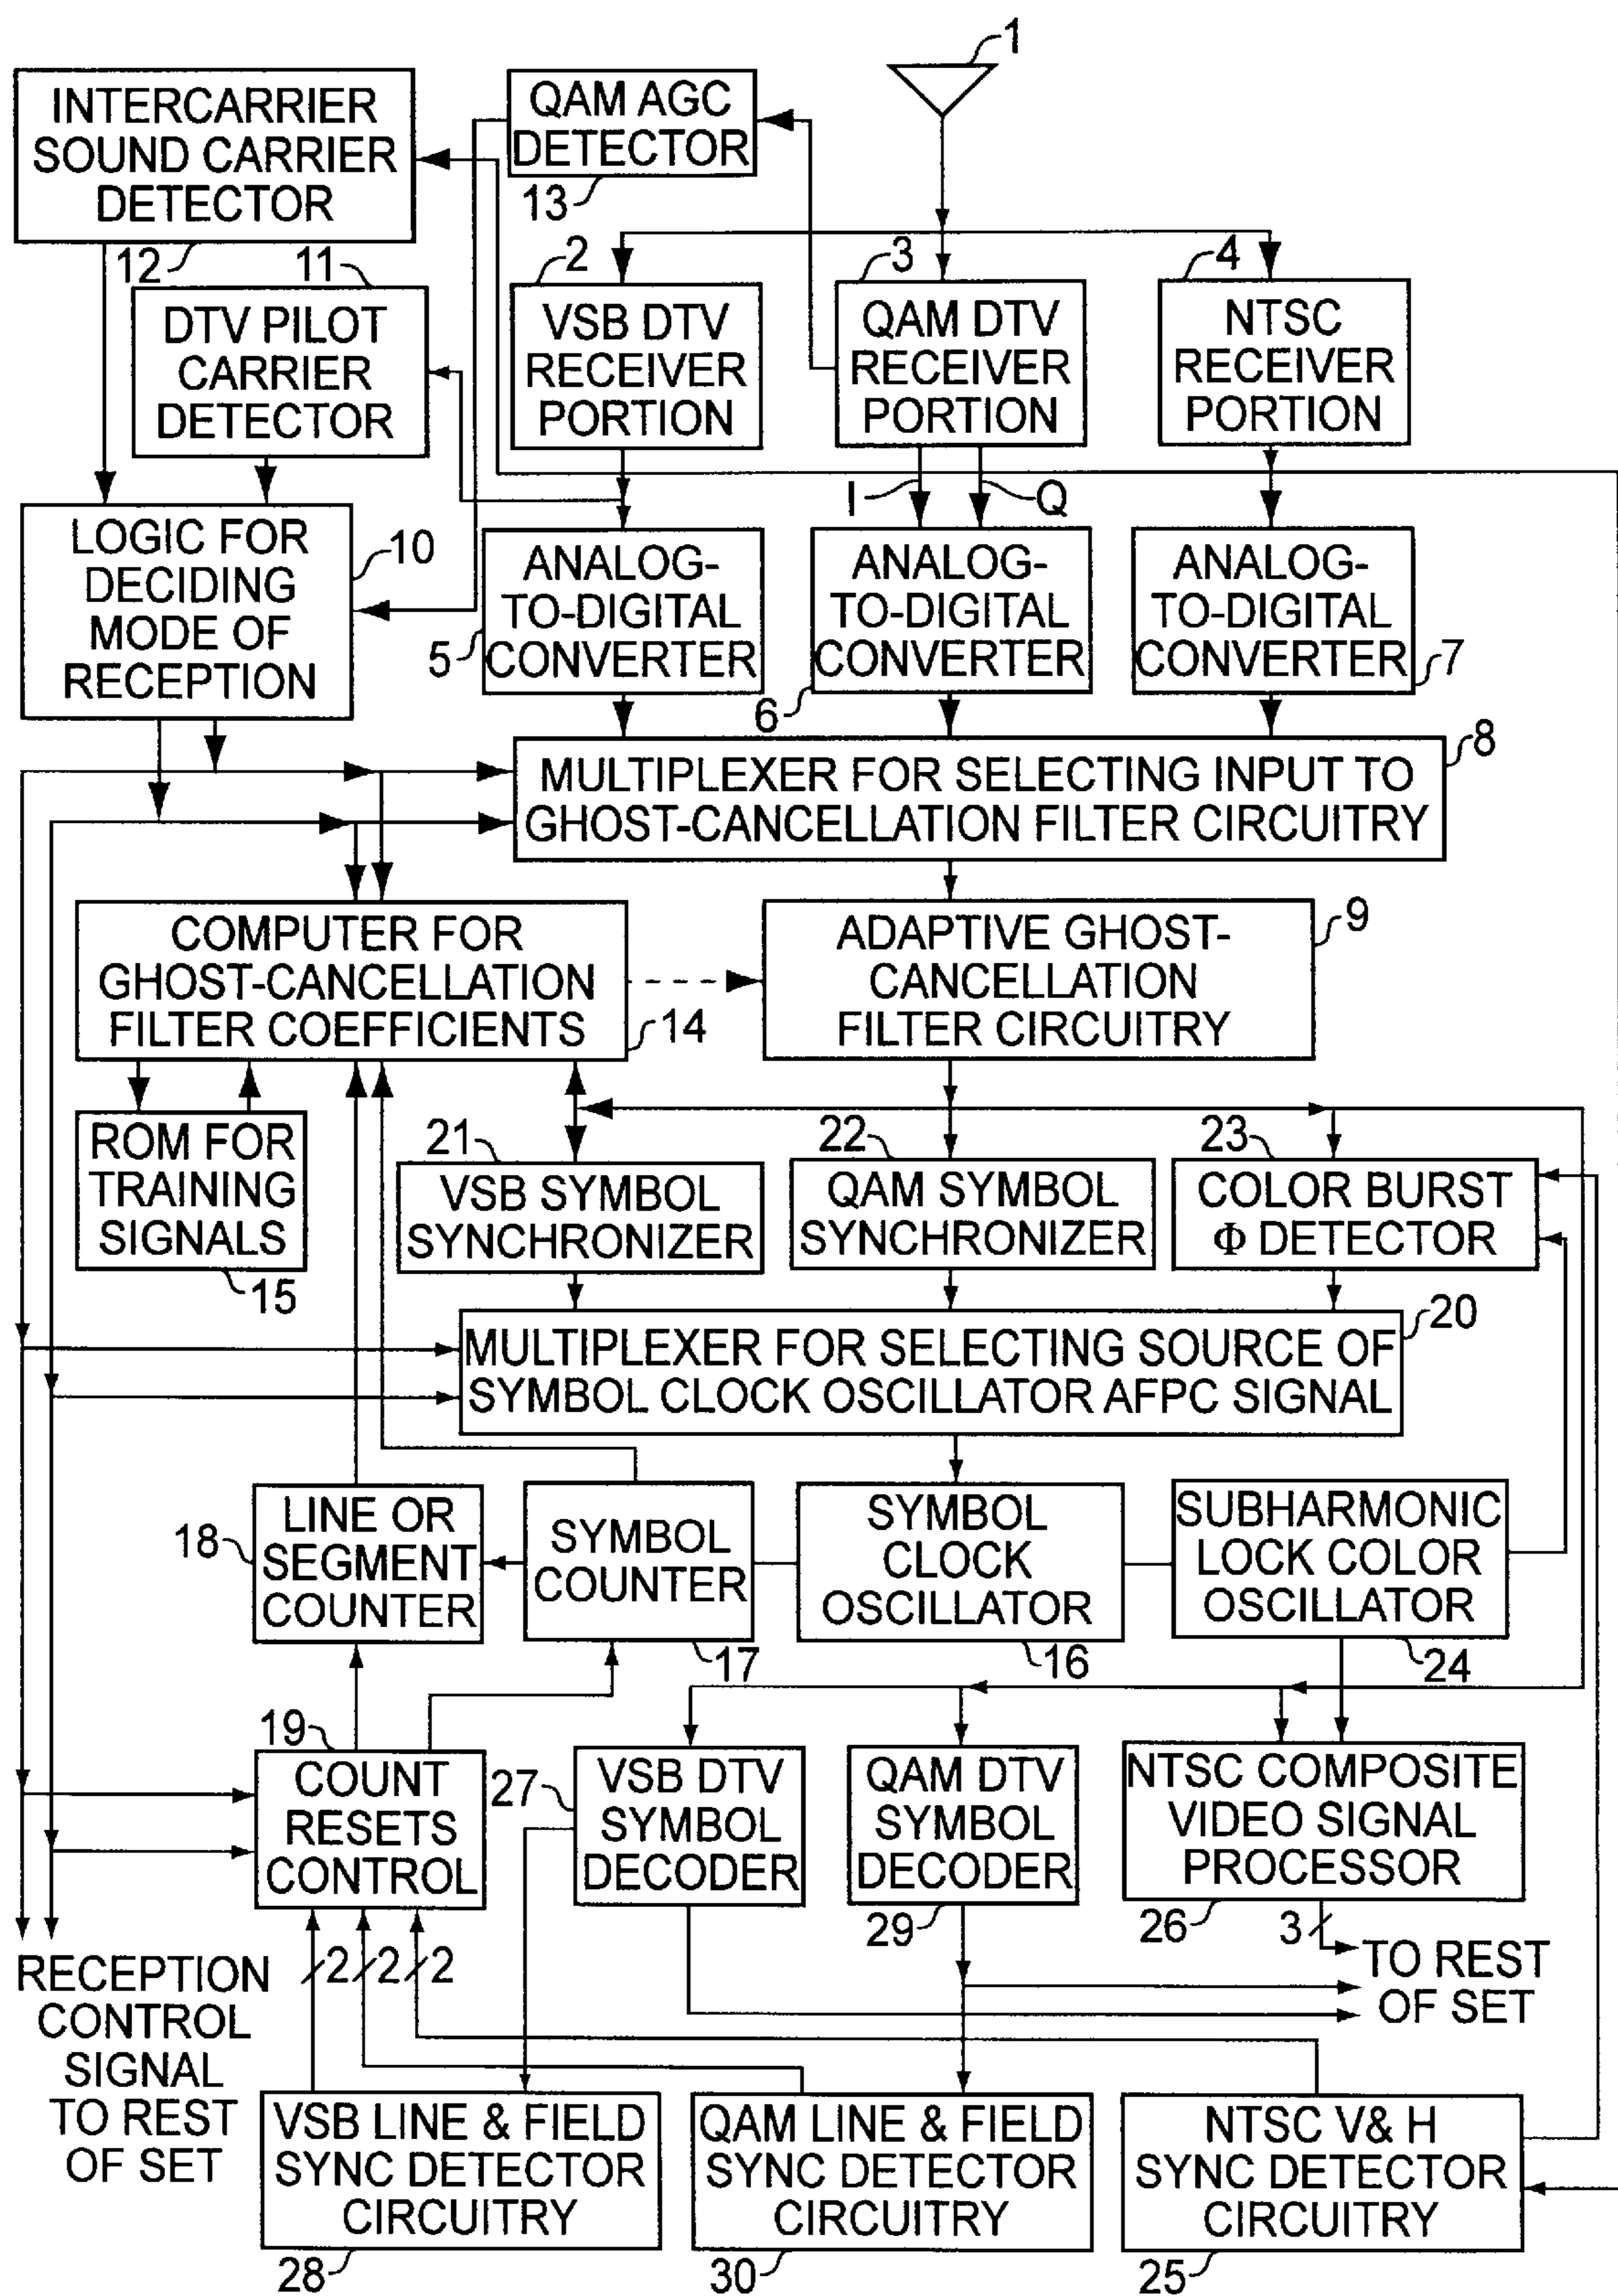 1
INTERCARRIER
SOUND CARRIER
DETECTOR
12
QAM AGC
DETECTOR
13
11
DTV PILOT
CARRIER
DETECTOR
2
VSB DTV
RECEIVER
PORTION
3
QAM DTV
RECEIVER
PORTION
4
NTSC
RECEIVER
PORTION
I
Q
LOGIC FOR
DECIDING
MODE OF
RECEPTION
10
ANALOG-
TO-DIGITAL
CONVERTER
5
ANALOG-
TO-DIGITAL
CONVERTER
6
ANALOG-
TO-DIGITAL
CONVERTER
7
MULTIPLEXER FOR SELECTING INPUT TO
GHOST-CANCELLATION FILTER CIRCUITRY
8
COMPUTER FOR
GHOST-CANCELLATION
FILTER COEFFICIENTS
14
ADAPTIVE GHOST-
CANCELLATION
FILTER CIRCUITRY
9
ROM FOR
TRAINING
SIGNALS
15
21
VSB SYMBOL
SYNCHRONIZER
22
QAM SYMBOL
SYNCHRONIZER
23
COLOR BURST
Φ DETECTOR
MULTIPLEXER FOR SELECTING SOURCE OF
SYMBOL CLOCK OSCILLATOR AFPC SIGNAL
20
18
LINE OR
SEGMENT
COUNTER
SYMBOL
COUNTER
17
SYMBOL
CLOCK
OSCILLATOR
16
SUBHARMONIC
LOCK COLOR
OSCILLATOR
24
19
COUNT
RESETS
CONTROL
27
VSB DTV
SYMBOL
DECODER
QAM DTV
SYMBOL
DECODER
29
NTSC COMPOSITE
VIDEO SIGNAL
PROCESSOR
26
3
TO REST
OF SET
2
2
2
RECEPTION
CONTROL
SIGNAL
TO REST
OF SET
VSB LINE & FIELD
SYNC DETECTOR
CIRCUITRY
28
QAM LINE & FIELD
SYNC DETECTOR
CIRCUITRY
30
NTSC V& H
SYNC DETECTOR
CIRCUITRY
25